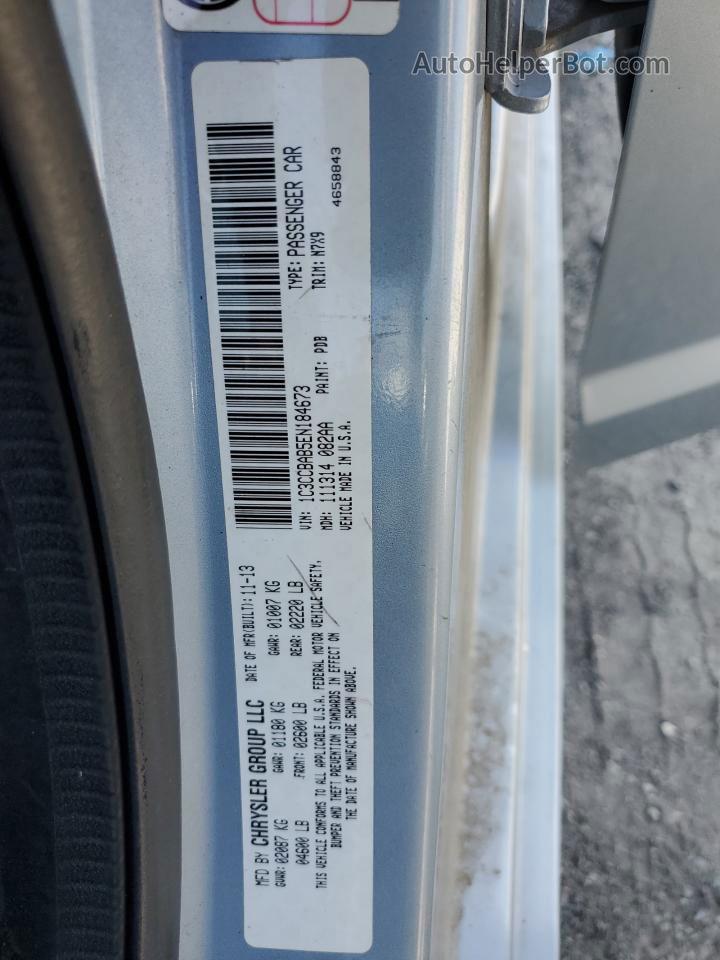 AutoHelperBot.com
MFD BY CHRYSLER GROUP LLC DATE OF MFR(BUILT): 11-13
GVWR: 02087 KG GAWR: 01180 KG GAWR: 01007 KG
04600 LB FRONT: 02600 LB REAR: 02220 LB
THIS VEHICLE CONFORMS TO ALL APPLICABLE U.S.A. FEDERAL MOTOR VEHICLE SAFETY,
BUMPER AND THEFT PREVENTION STANDARDS IN EFFECT ON
THE DATE OF MANUFACTURE SHOWN ABOVE.
VIN: 1C3CCBAB5EN184673 TYPE: PASSENGER CAR
MDH: 111314 082AA PAINT: PDB TRIM: N7X9
VEHICLE MADE IN U.S.A. 4658843